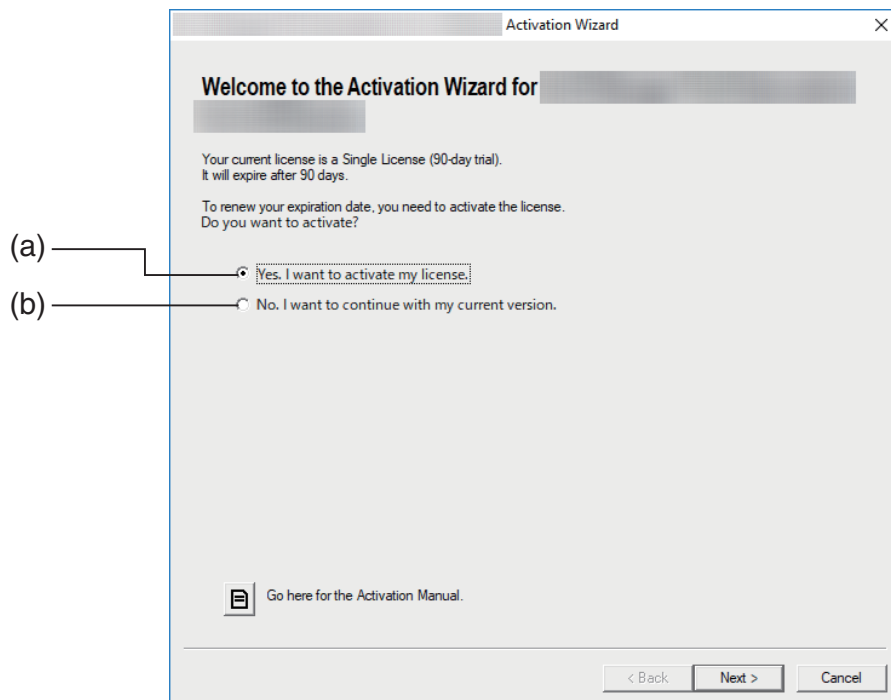 Activation Wizard
Welcome to the Activation Wizard for
Your current license is a Single License (90-day trial).
It will expire after 90 days.
To renew your expiration date, you need to activate the license.
Do you want to activate?
(a)
Yes. I want to activate my license.
(b)
No. I want to continue with my current version.
Go here for the Activation Manual.
< Back
Next >
Cancel